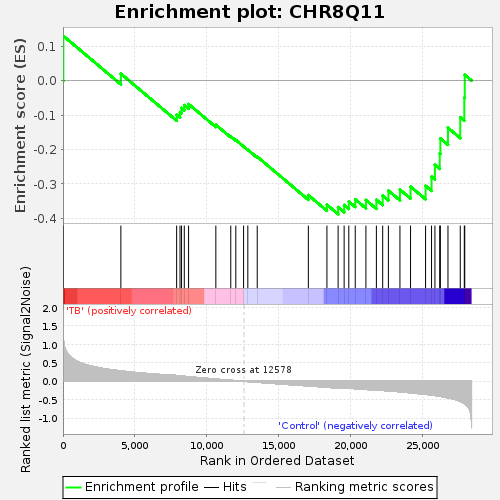 Enrichment plot: CHR8Q11
Enrichment score (ES)
0.1
0.0
-0.1
-0.2
-0.3
-0.4
'TB' (positively correlated)
Ranked list metric (Signal2Noise)
2.0
1.5
1.0
0.5
0.0
-0.5
-1.0
Zero cross at 12578
'Control' (negatively correlated)
0 5,000 10,000 15,000 20,000 25,000
Rank in Ordered Dataset
Enrichment profile Hits Ranking metric scores